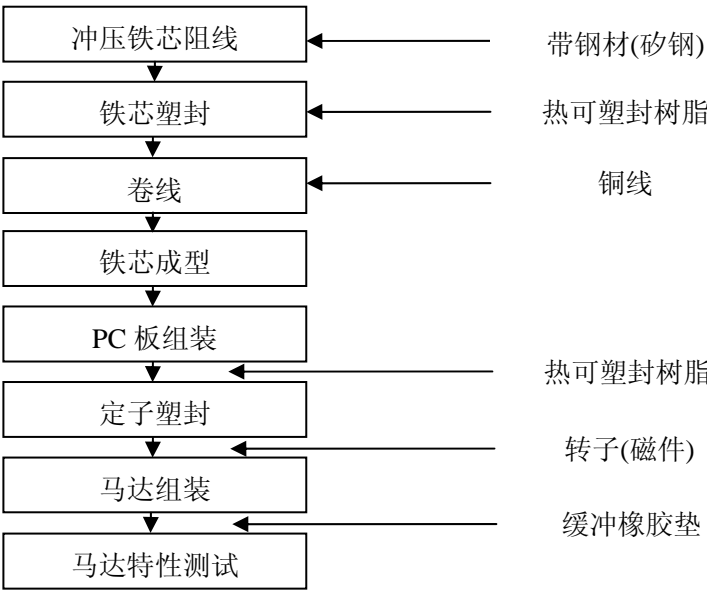 冲压铁芯阻线
带钢材(矽钢)
铁芯塑封
热可塑封树脂
卷线
铜线
铁芯成型
PC 板组装
热可塑封树脂
定子塑封
转子(磁件)
马达组装
缓冲橡胶垫
马达特性测试